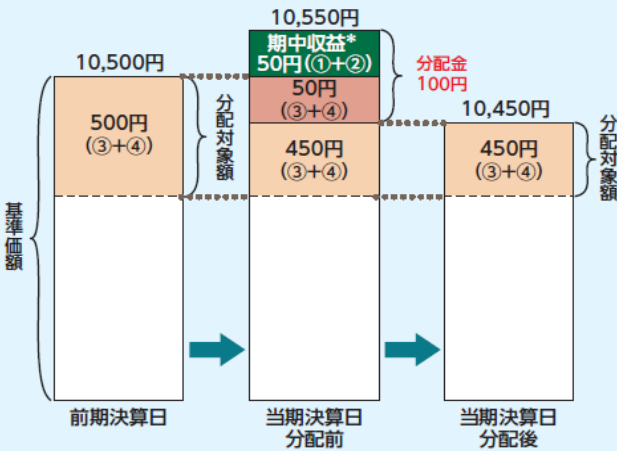 10,500円
10,550円
期中収益*
50円(①+②)
分配金
100円
500円
(③+④)
分配対象額
50円
(③+④)
10,450円
450円
(③+④)
450円
(③+④)
分配対象額
基準価額
前期決算日
当期決算日
分配前
当期決算日
分配後